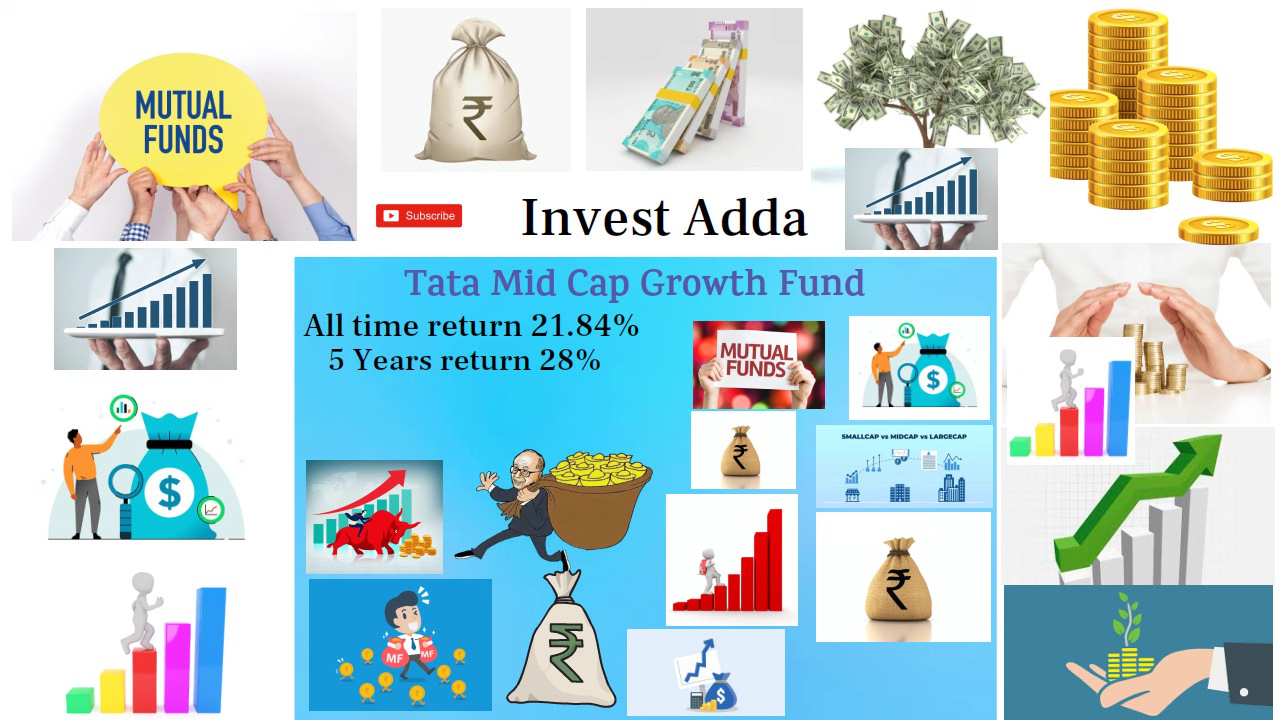 MUTUAL
FUNDS
₹
Subscribe
Invest Adda
Tata Mid Cap Growth Fund
All time return 21.84%
5 Years return 28%
MUTUAL
FUNDS
$
₹
SMALLCAP vs MIDCAP vs LARGECAP
$
₹
MF MF
₹
$